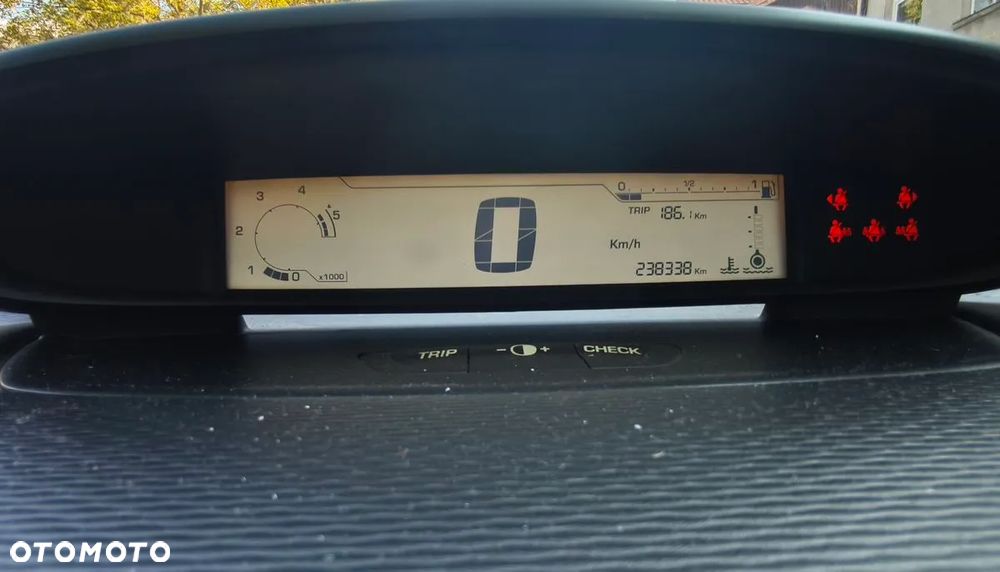 0 1/2 1
4
3 5
TRIP 186.1 Km
2
0
Km/h
1 0 x1000
238338 Km
TRIP - + CHECK
OTOMOTO